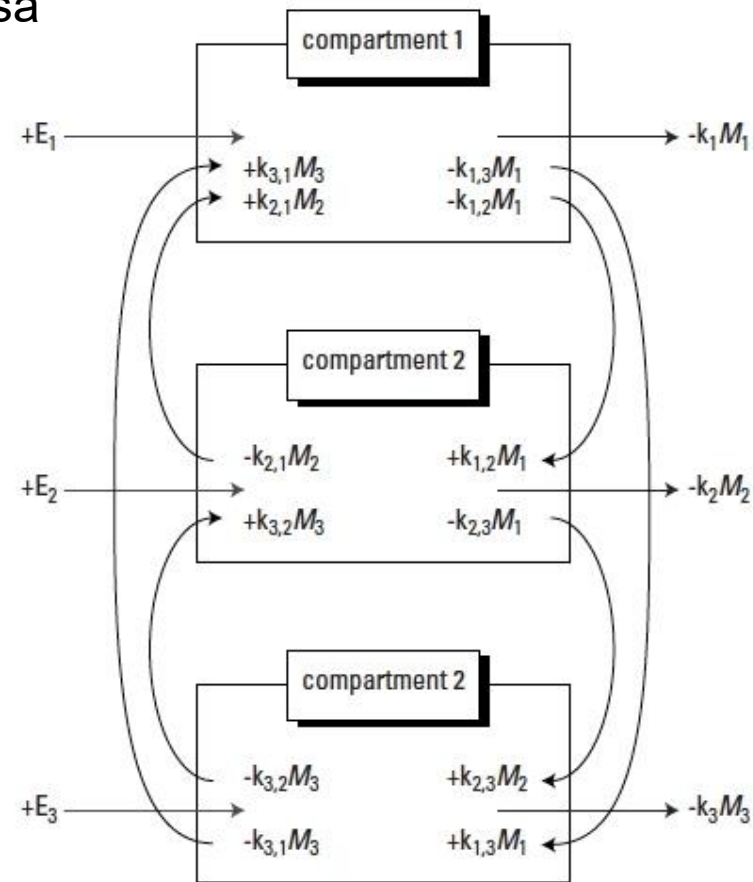 sa
compartment 1
+E₁ -k₁M₁
+k₃,₁M₃ -k₁,₃M₁
+k₂,₁M₂ -k₁,₂M₁
compartment 2
-k₂,₁M₂ +k₁,₂M₁
+E₂ -k₂M₂
+k₃,₂M₃ -k₂,₃M₁
compartment 2
-k₃,₂M₃ +k₂,₃M₂
+E₃ -k₃M₃
-k₃,₁M₃ +k₁,₃M₁